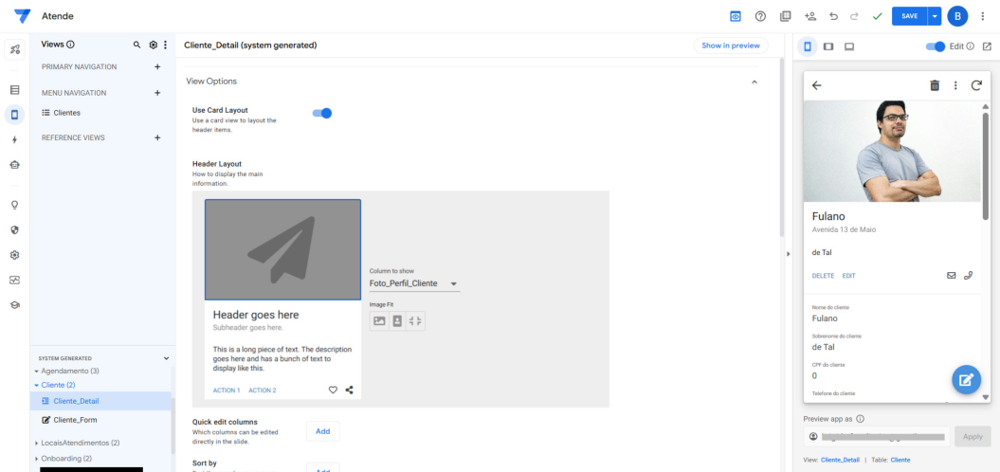 Atende
SAVE
B
Views
Cliente_Detail (system generated)
Show in preview
Edit
PRIMARY NAVIGATION
MENU NAVIGATION
Clientes
REFERENCE VIEWS
View Options
Use Card Layout
Use a card view to layout the
header items.
Header Layout
How to display the main
information.
Column to show
Foto_Perfil_Cliente
Image Fit
Header goes here
Subheader goes here.
This is a long piece of text. The description
goes here and has a bunch of text to
display like this.
ACTION 1 ACTION 2
Quick edit columns
Which columns can be edited
directly in the slide.
Add
Sort by
SYSTEM GENERATED
Agendamento (3)
Cliente (2)
Cliente_Detail
Cliente_Form
LocaisAtendimentos (2)
Onboarding (2)
Fulano
Avenida 13 de Maio
de Tal
DELETE EDIT
Nome do cliente
Fulano
Sobrenome do cliente
de Tal
CPF do cliente
0
Telefone do cliente
Preview app as
Apply
View: Cliente_Detail | Table: Cliente